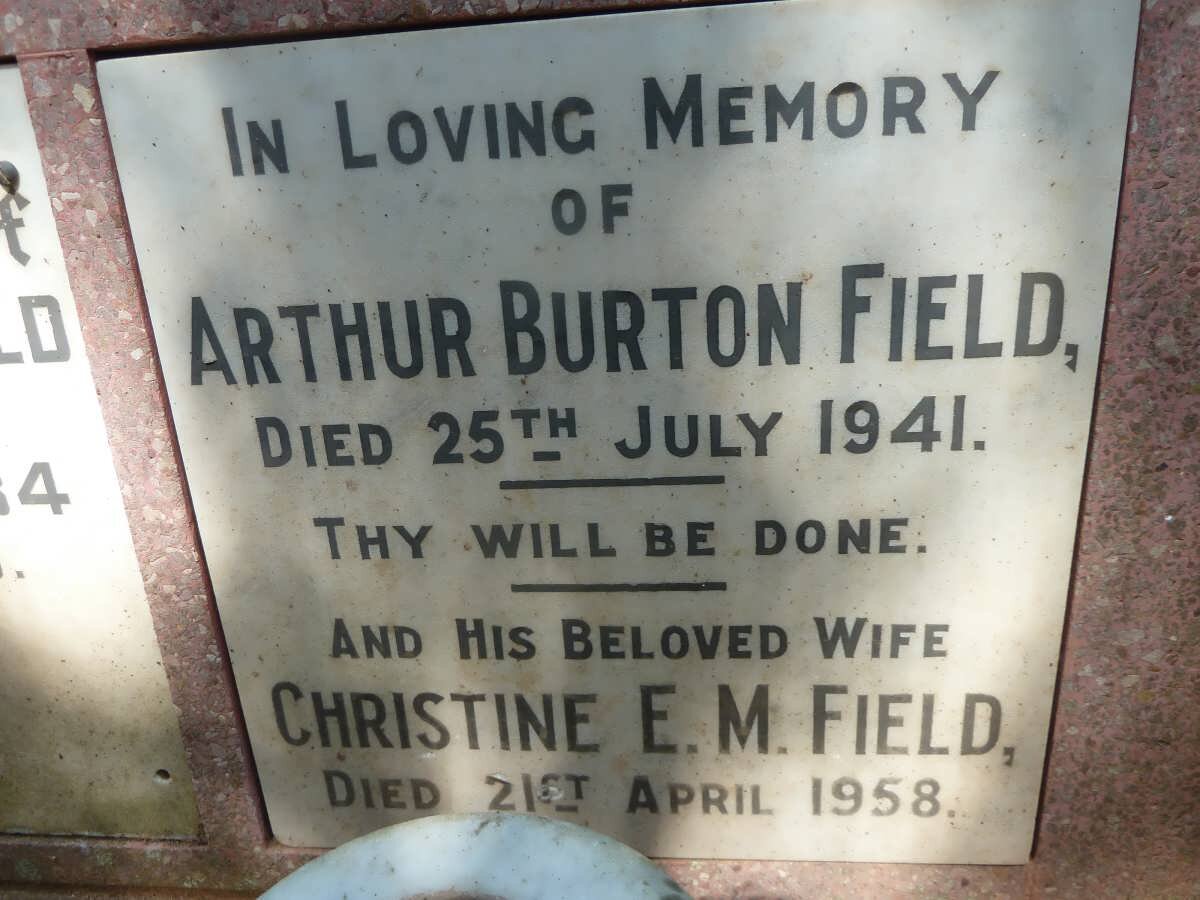 In Loving Memory
of
Arthur Burton Field,
Died 25th July 1941.
Thy will be done.
And His Beloved Wife
Christine E. M. Field,
Died 21st April 1958.